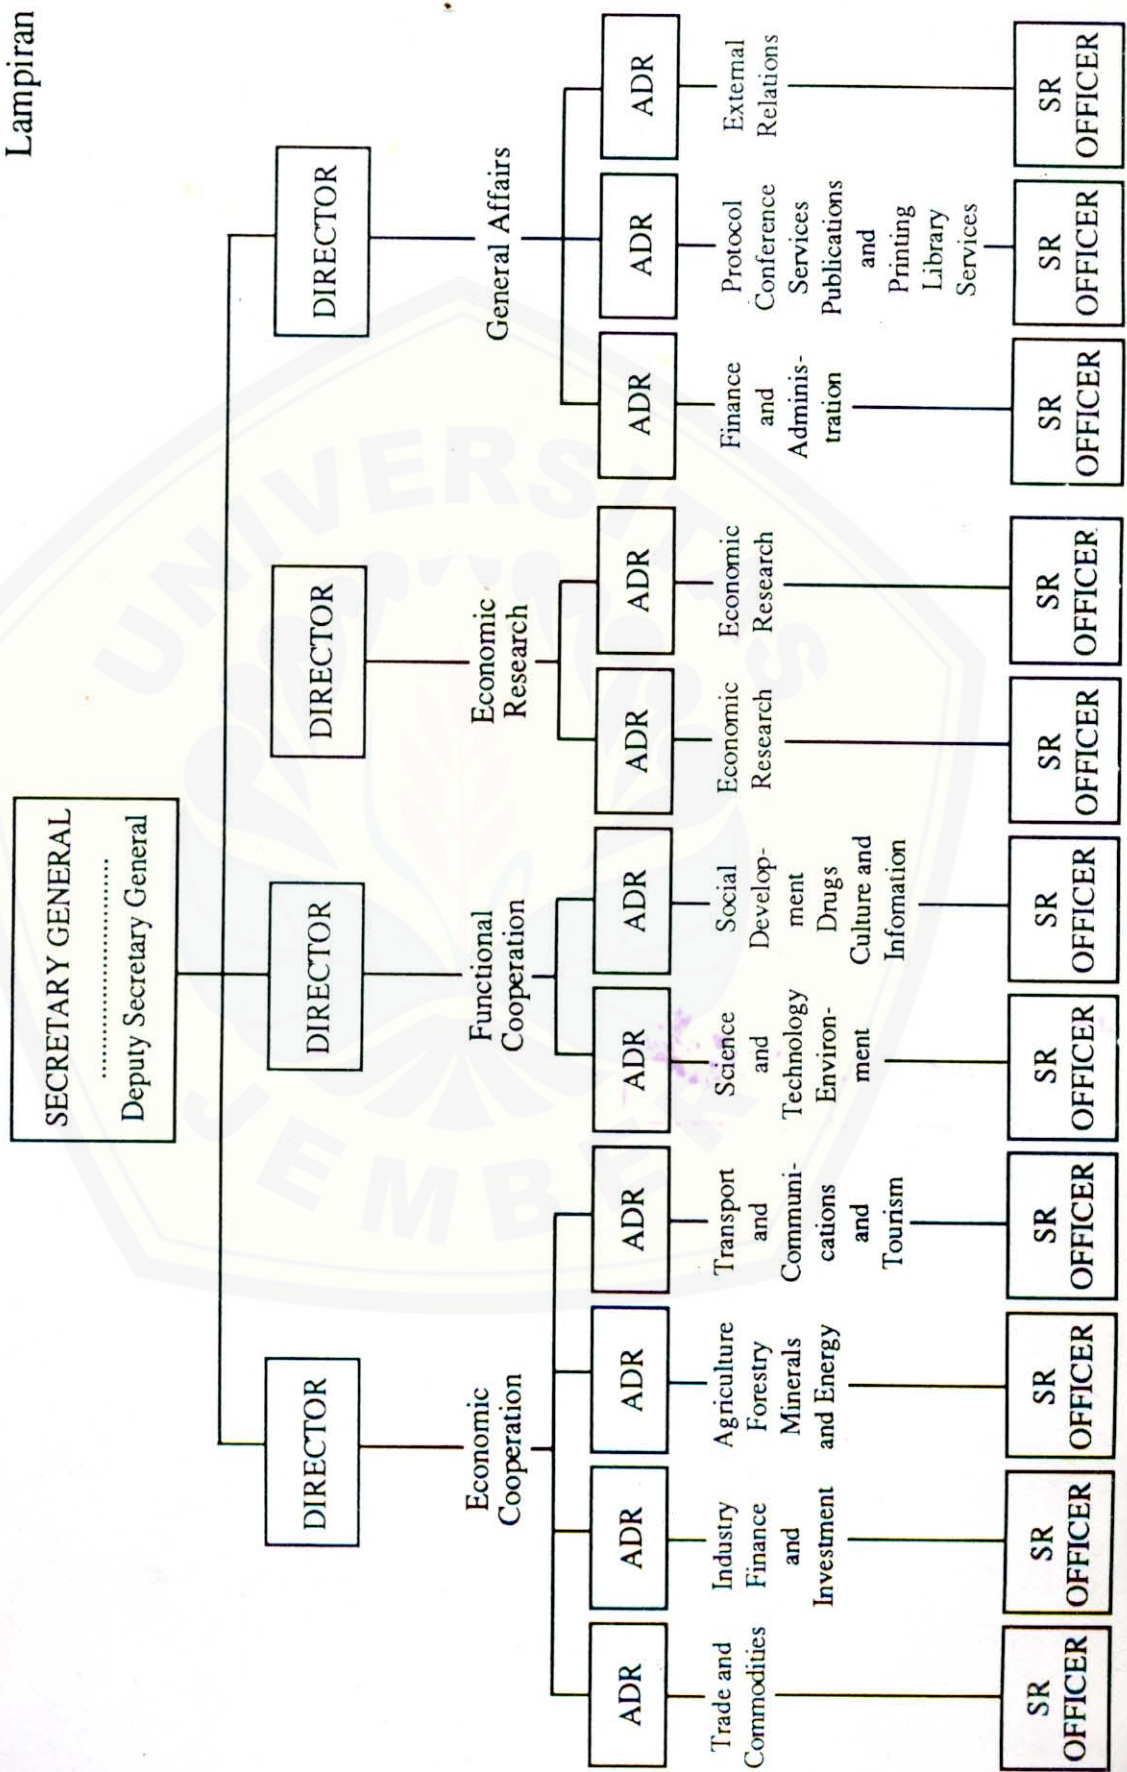 Lampiran
SECRETARY GENERAL
..............................
Deputy Secretary General
DIRECTOR
DIRECTOR
DIRECTOR
DIRECTOR
Economic
Cooperation
Functional
Cooperation
Economic
Research
General Affairs
ADR
ADR
ADR
ADR
ADR
ADR
ADR
ADR
ADR
ADR
ADR
Trade and
Commodities
Industry
Finance
and
Investment
Agriculture
Forestry
Minerals
and Energy
Transport
and
Communi-
cations
and
Tourism
Science
and
Technology
Environ-
ment
Social
Develop-
ment
Drugs
Culture and
Infomation
Economic
Research
Economic
Research
Finance
and
Adminis-
tration
Protocol
Conference
Services
Publications
and
Printing
Library
Services
External
Relations
SR
OFFICER
SR
OFFICER
SR
OFFICER
SR
OFFICER
SR
OFFICER
SR
OFFICER
SR
OFFICER
SR
OFFICER
SR
OFFICER
SR
OFFICER
SR
OFFICER
UNIVERSITAS
JEMBER